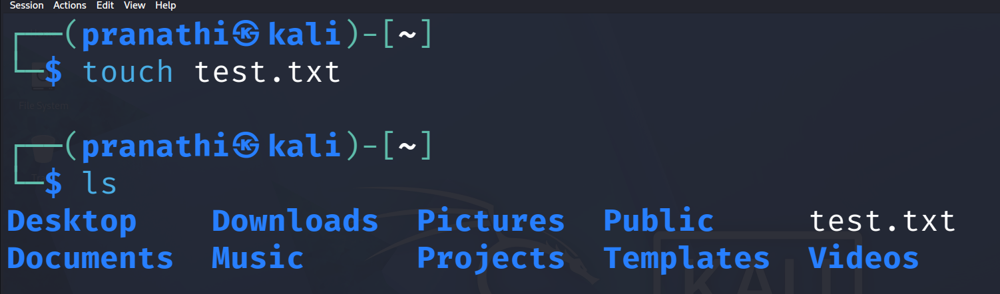 Session Actions Edit View Help
┌──(pranathi㉿kali)-[~]
└─$ touch test.txt
File System
┌──(pranathi㉿kali)-[~]
└─$ ls
Desktop Downloads Pictures Public test.txt
Documents Music Projects Templates Videos
KALI